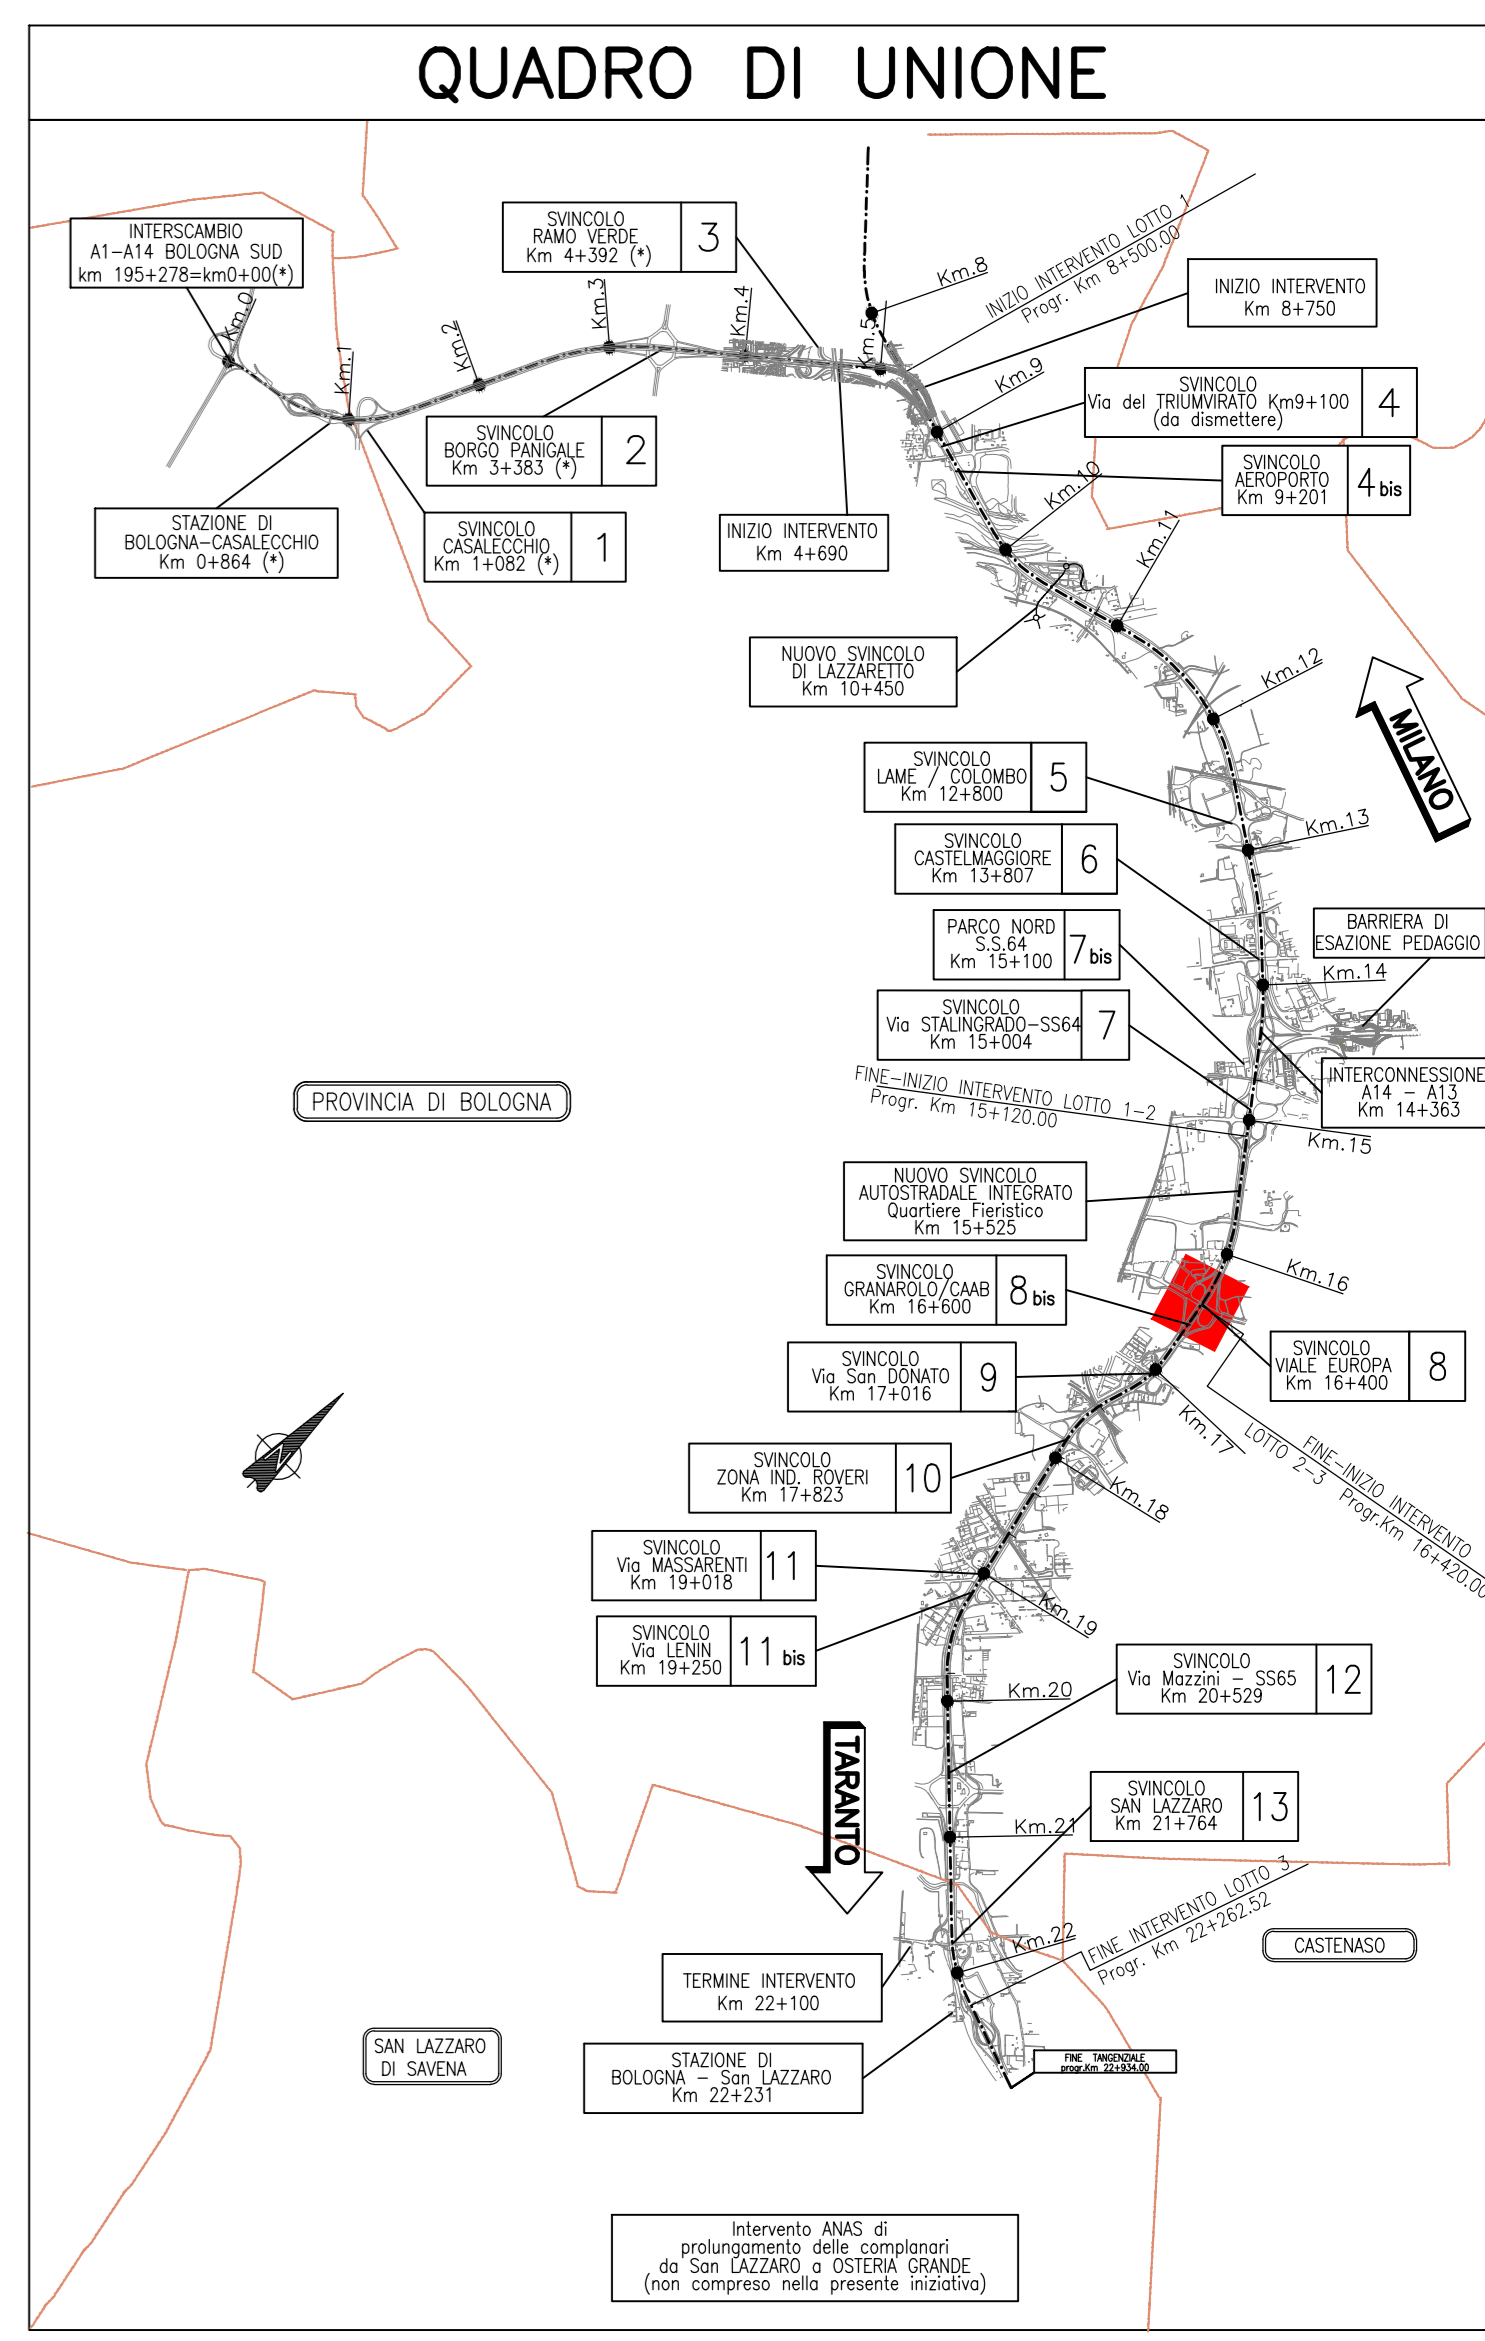 QUADRO DI UNIONE
INTERSCAMBIO
A1-A14 BOLOGNA SUD
km 195+278=km0+00(*)
SVINCOLO
RAMO VERDE
Km 4+392 (*)
3
INIZIO INTERVENTO LOTTO 1
Progr. Km 8+500.00
Km.8
INIZIO INTERVENTO
Km 8+750
Km.0
Km.1
Km.2
Km.3
Km.4
Km.5
Km.9
SVINCOLO
Via del TRIUMVIRATO Km9+100
(da dismettere)
4
SVINCOLO
BORGO PANIGALE
Km 3+383 (*)
2
SVINCOLO
AEROPORTO
Km 9+201
4 bis
Km.10
Km.11
STAZIONE DI
BOLOGNA-CASALECCHIO
Km 0+864 (*)
SVINCOLO
CASALECCHIO
Km 1+082 (*)
1
INIZIO INTERVENTO
Km 4+690
NUOVO SVINCOLO
DI LAZZARETTO
Km 10+450
Km.12
MILANO
SVINCOLO
LAME / COLOMBO
Km 12+800
5
Km.13
SVINCOLO
CASTELMAGGIORE
Km 13+807
6
PARCO NORD
S.S.64
Km 15+100
7 bis
BARRIERA DI
ESAZIONE PEDAGGIO
Km.14
SVINCOLO
Via STALINGRADO-SS64
Km 15+004
7
FINE-INIZIO INTERVENTO LOTTO 1-2
Progr. Km 15+120.00
INTERCONNESSIONE
A14 - A13
Km 14+363
PROVINCIA DI BOLOGNA
Km.15
NUOVO SVINCOLO
AUTOSTRADALE INTEGRATO
Quartiere Fieristico
Km 15+525
Km.16
SVINCOLO
GRANAROLO/CAAB
Km 16+600
8 bis
SVINCOLO
VIALE EUROPA
Km 16+400
8
SVINCOLO
Via San DONATO
Km 17+016
9
Km.17
FINE-INIZIO INTERVENTO
LOTTO 2-3 Progr.Km 16+420.00
SVINCOLO
ZONA IND. ROVERI
Km 17+823
10
Km.18
SVINCOLO
Via MASSARENTI
Km 19+018
11
Km.19
SVINCOLO
Via LENIN
Km 19+250
11 bis
SVINCOLO
Via Mazzini - SS65
Km 20+529
12
Km.20
TARANTO
SVINCOLO
SAN LAZZARO
Km 21+764
13
Km.21
FINE INTERVENTO LOTTO 3
Progr. Km 22+262.52
Km.22
CASTENASO
TERMINE INTERVENTO
Km 22+100
SAN LAZZARO
DI SAVENA
STAZIONE DI
BOLOGNA - San LAZZARO
Km 22+231
FINE TANGENZIALE
progr.Km 22+934.00
Intervento ANAS di
prolungamento delle complanari
da San LAZZARO a OSTERIA GRANDE
(non compreso nella presente iniziativa)